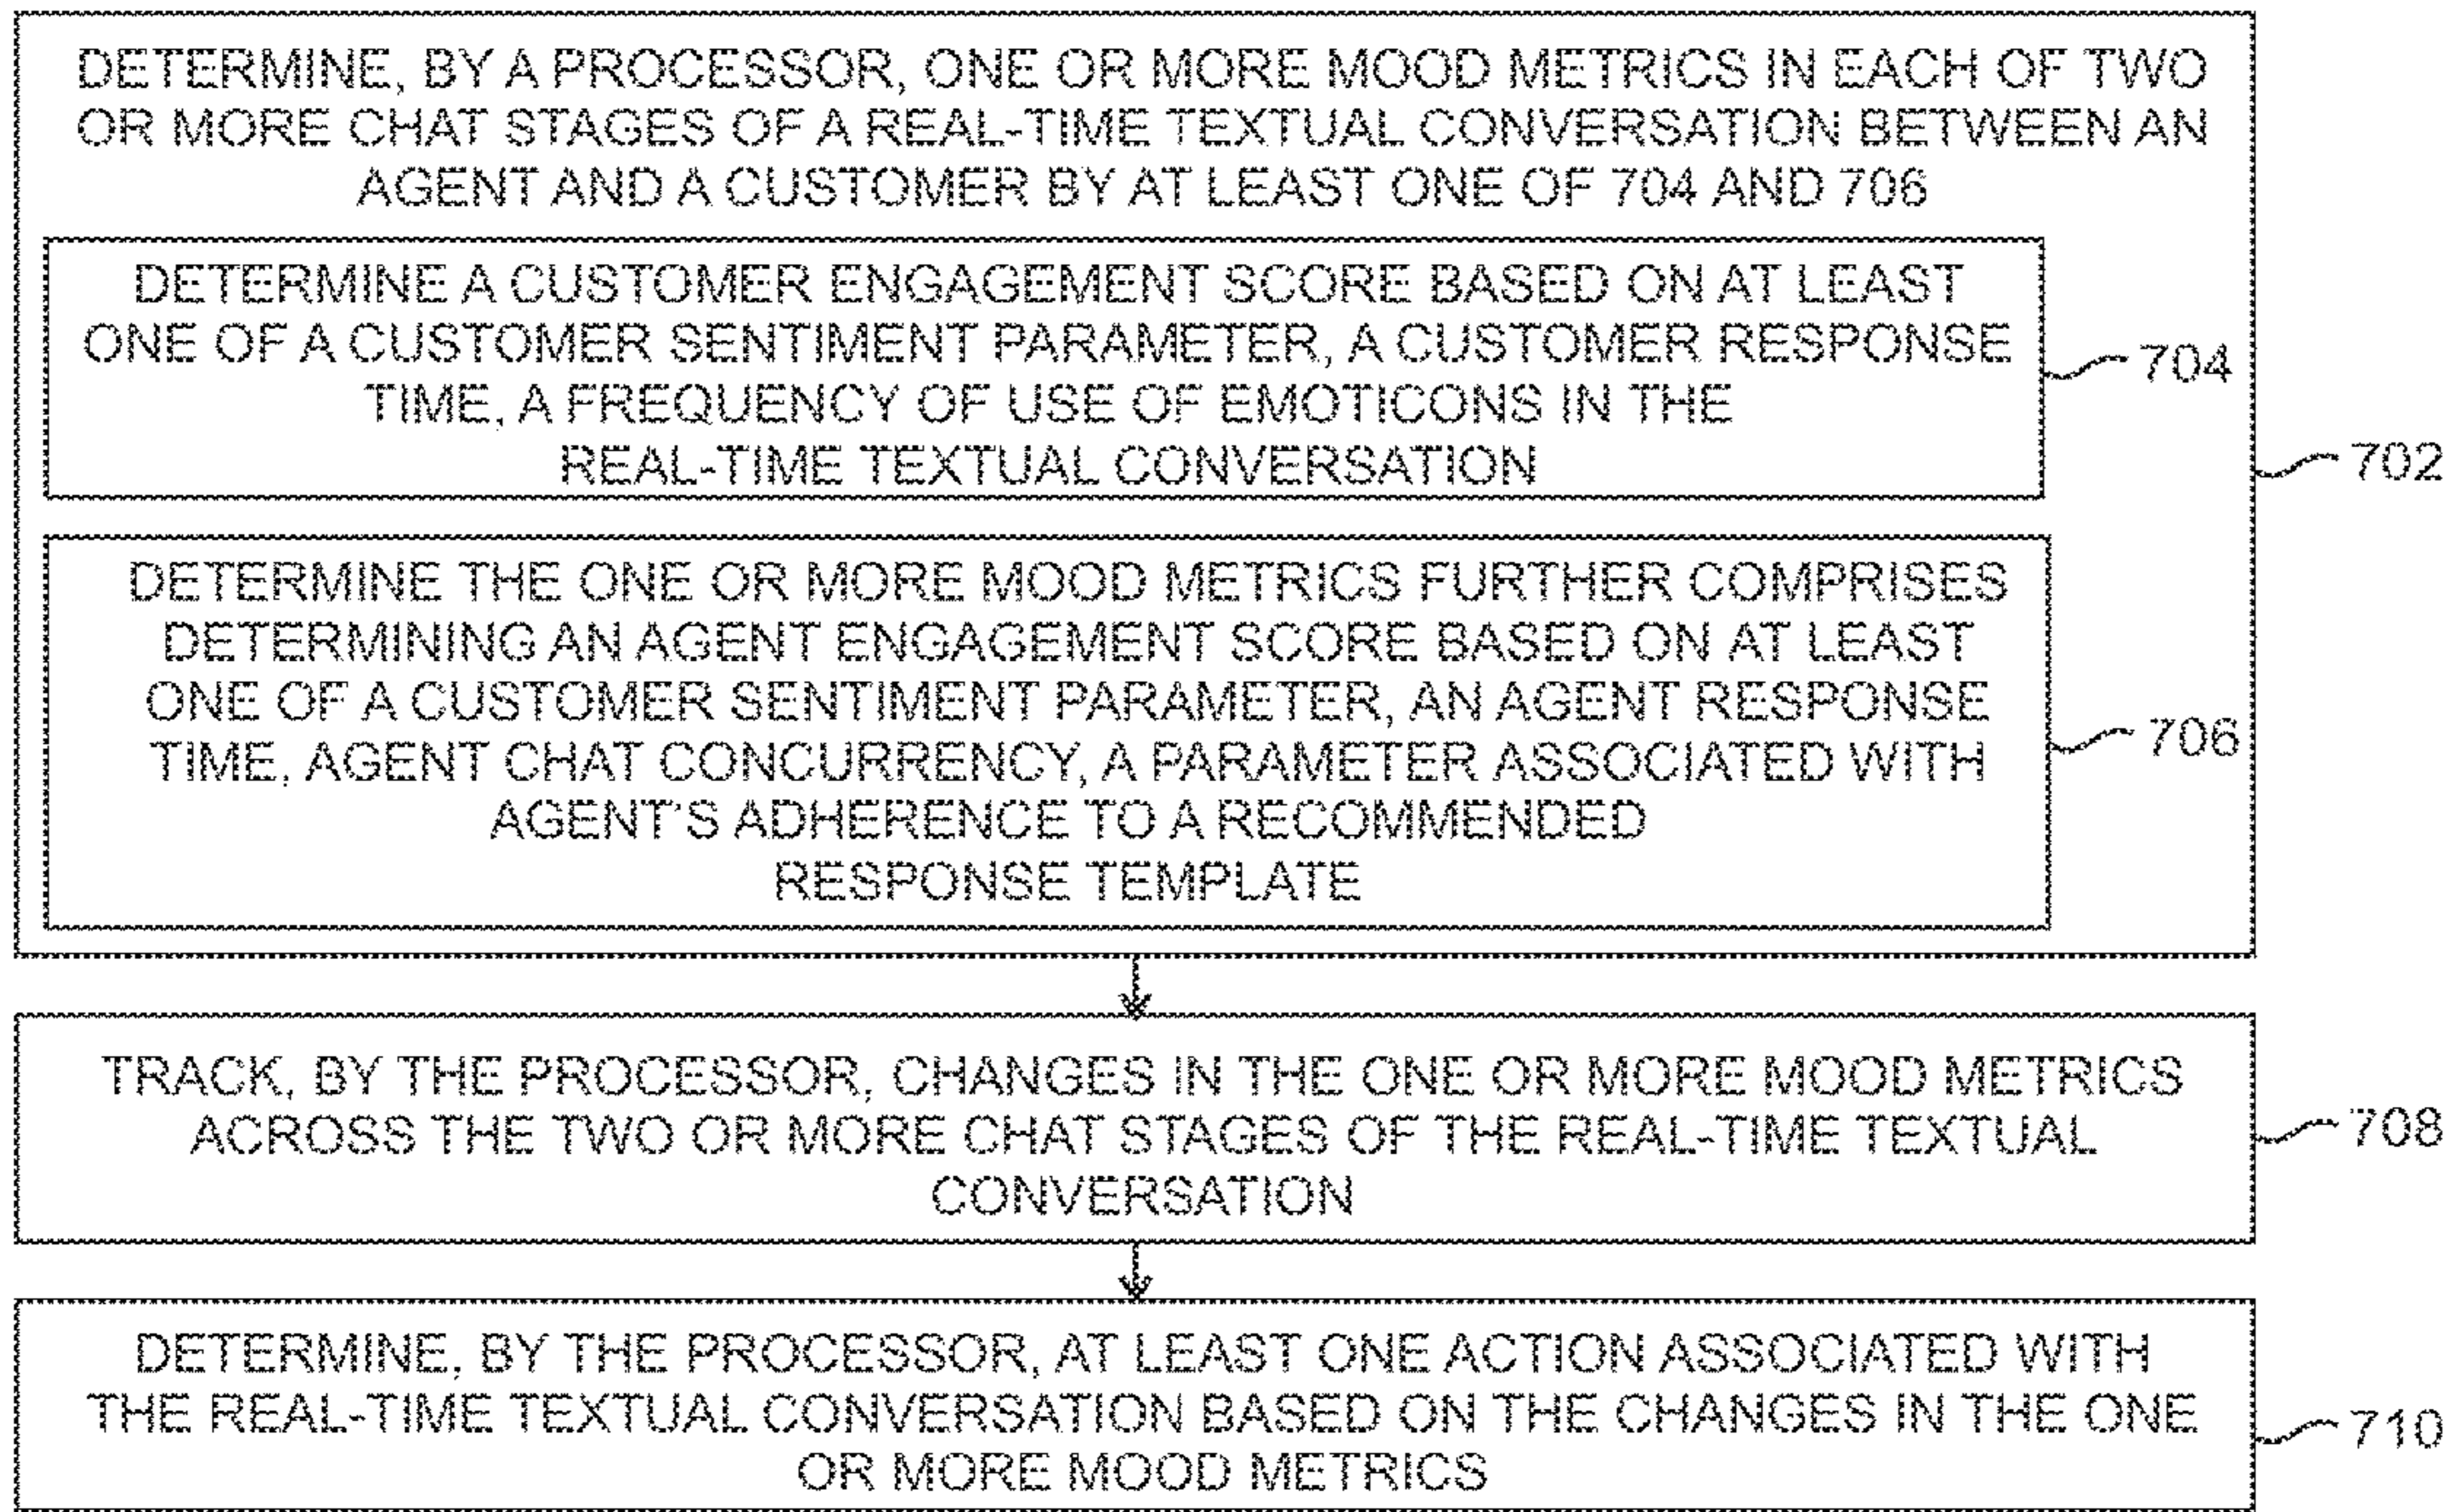 DETERMINE, BY A PROCESSOR, ONE OR MORE MOOD METRICS IN EACH OF TWO
OR MORE CHAT STAGES OF A REAL-TIME TEXTUAL CONVERSATION BETWEEN AN
AGENT AND A CUSTOMER BY AT LEAST ONE OF 704 AND 706
DETERMINE A CUSTOMER ENGAGEMENT SCORE BASED ON AT LEAST
ONE OF A CUSTOMER SENTIMENT PARAMETER, A CUSTOMER RESPONSE
TIME, A FREQUENCY OF USE OF EMOTICONS IN THE
REAL-TIME TEXTUAL CONVERSATION
704
702
DETERMINE THE ONE OR MORE MOOD METRICS FURTHER COMPRISES
DETERMINING AN AGENT ENGAGEMENT SCORE BASED ON AT LEAST
ONE OF A CUSTOMER SENTIMENT PARAMETER, AN AGENT RESPONSE
TIME, AGENT CHAT CONCURRENCY, A PARAMETER ASSOCIATED WITH
AGENT'S ADHERENCE TO A RECOMMENDED
RESPONSE TEMPLATE
706
TRACK, BY THE PROCESSOR, CHANGES IN THE ONE OR MORE MOOD METRICS
ACROSS THE TWO OR MORE CHAT STAGES OF THE REAL-TIME TEXTUAL
CONVERSATION
708
DETERMINE, BY THE PROCESSOR, AT LEAST ONE ACTION ASSOCIATED WITH
THE REAL-TIME TEXTUAL CONVERSATION BASED ON THE CHANGES IN THE ONE
OR MORE MOOD METRICS
710